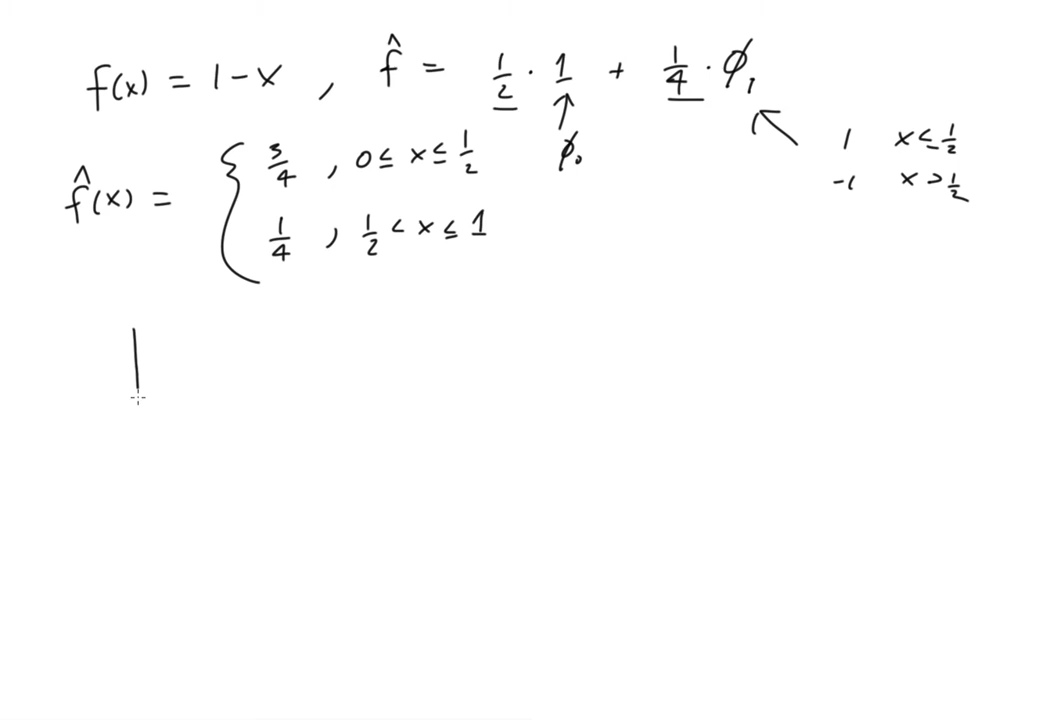 f(x) = 1 - x , f̂ = 1/2 · 1 + 1/4 · ϕ₁
ϕ₀
1 x ≤ 1/2
-1 x > 1/2
f̂(x) = { 3/4 , 0 ≤ x ≤ 1/2
1/4 , 1/2 < x ≤ 1